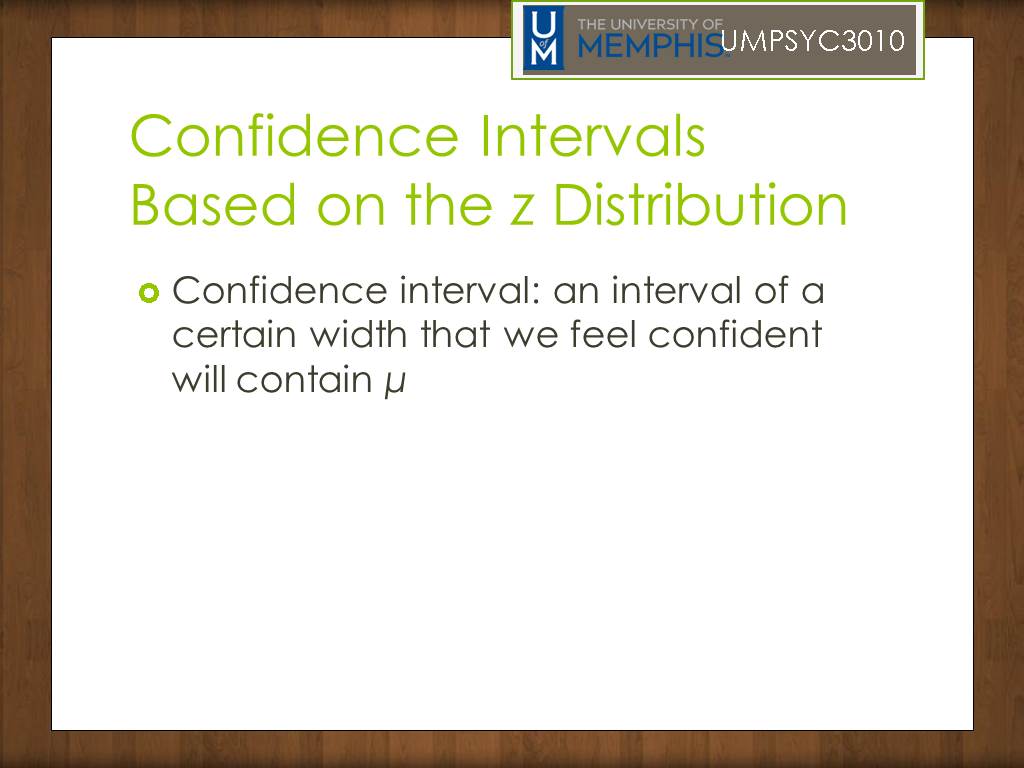 U
of
M
THE UNIVERSITY OF
MEMPHIS
UMPSYC3010
Confidence Intervals
Based on the z Distribution
Confidence interval: an interval of a
certain width that we feel confident
will contain µ